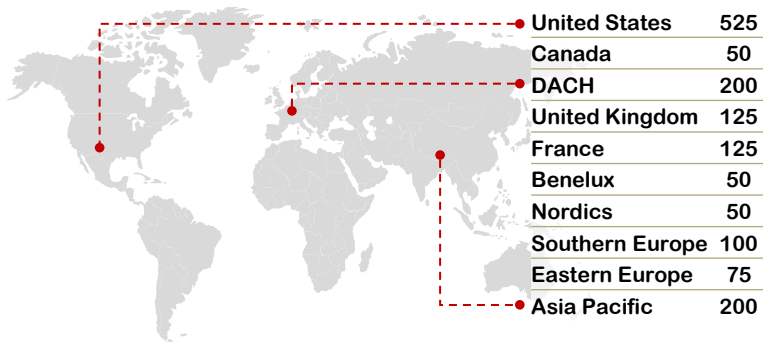 United States 525
Canada 50
DACH 200
United Kingdom 125
France 125
Benelux 50
Nordics 50
Southern Europe 100
Eastern Europe 75
Asia Pacific 200